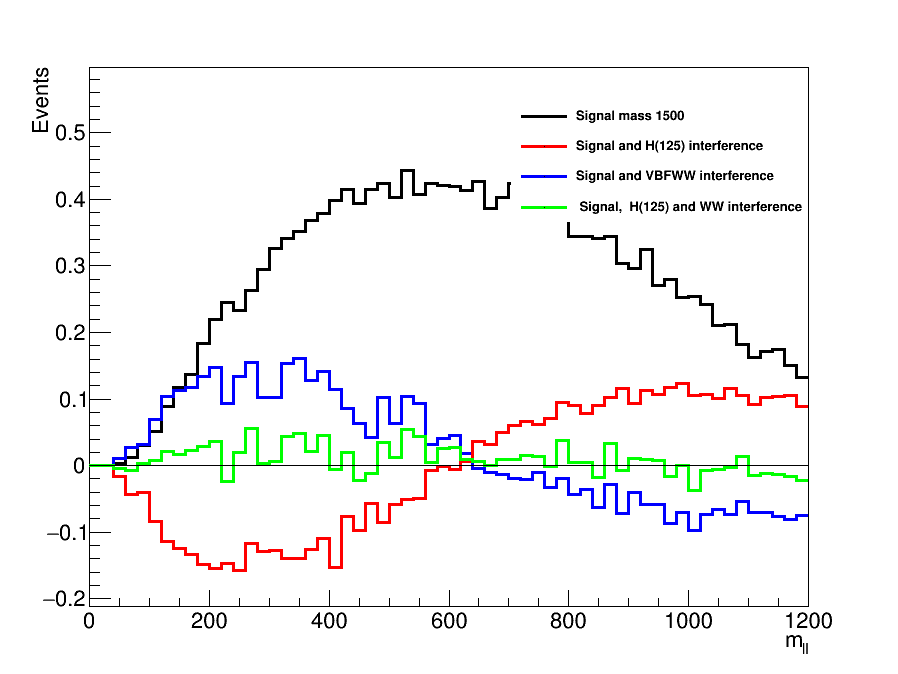 Events
Signal mass 1500
Signal and H(125) interference
Signal and VBFWW interference
Signal, H(125) and WW interference
0.5
0.4
0.3
0.2
0.1
0
−0.1
−0.2
0 200 400 600 800 1000 1200
m_ll